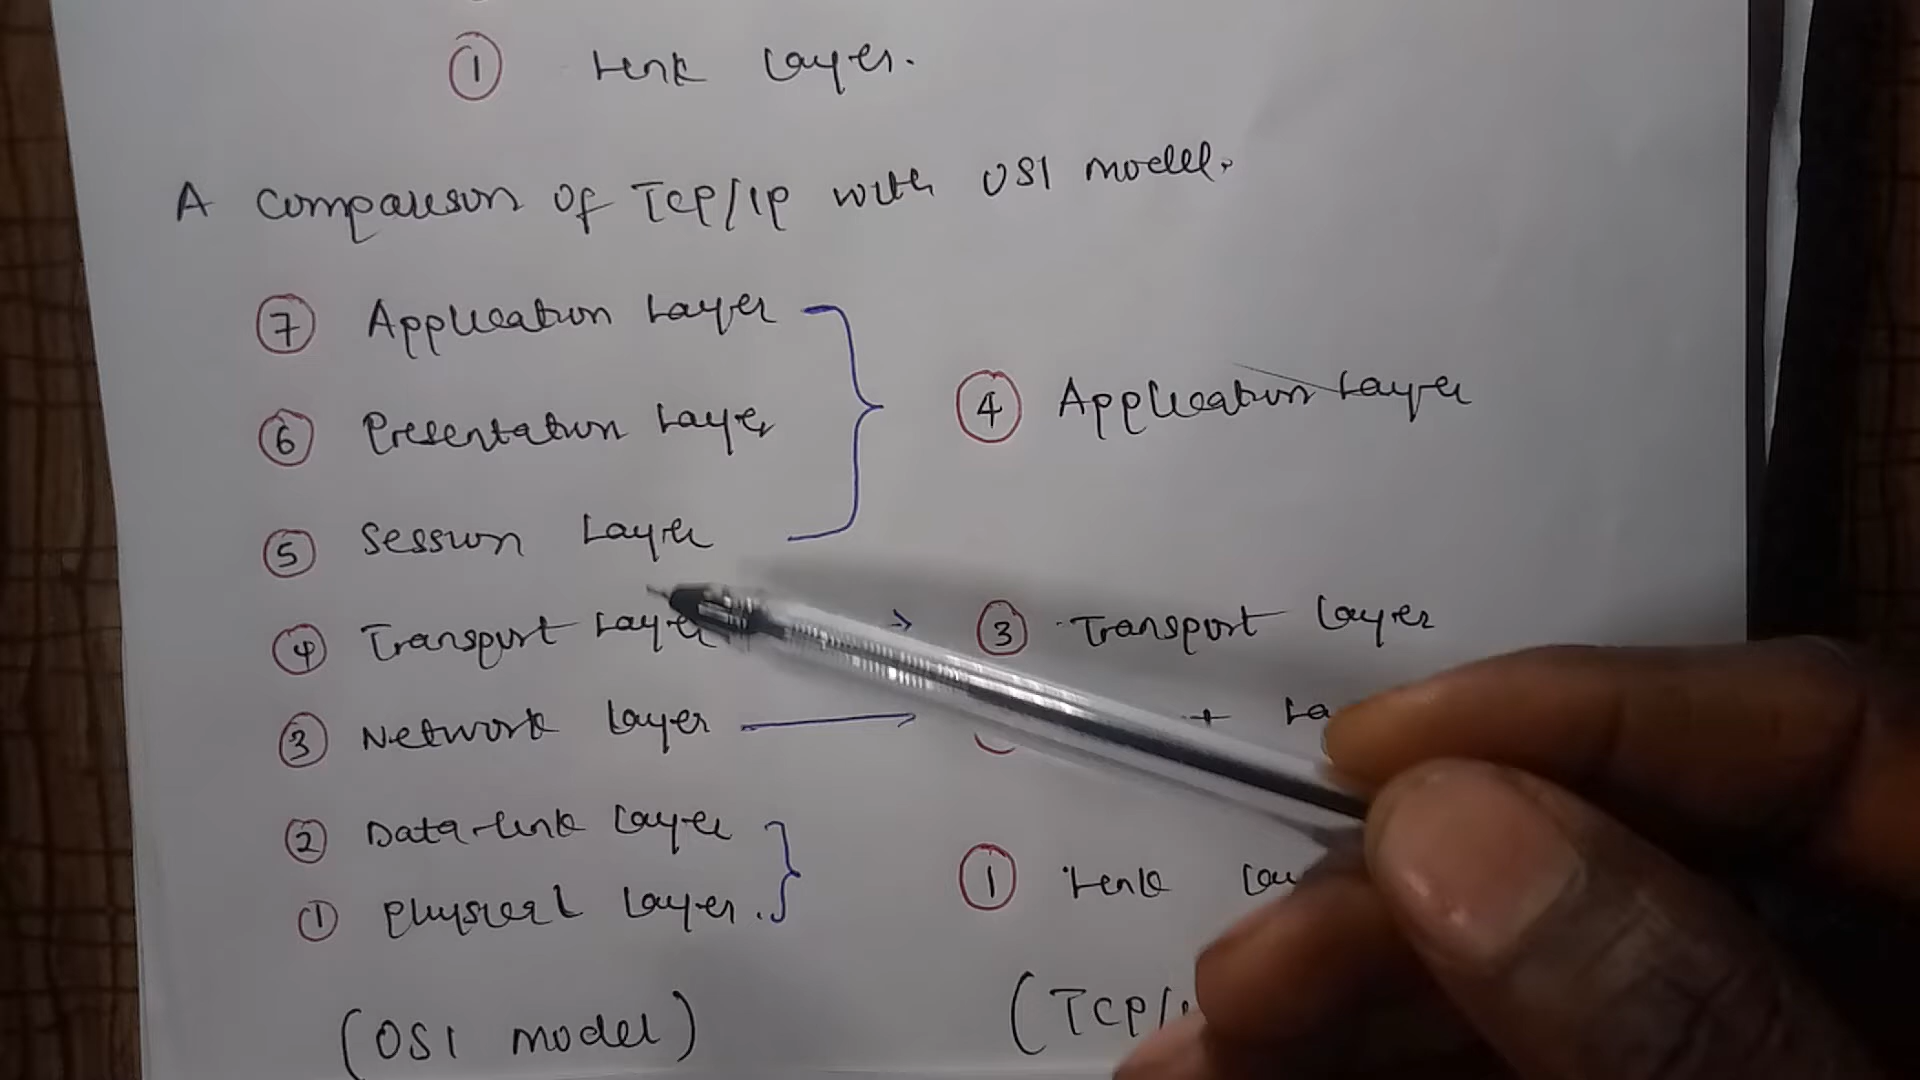 ① Link Layer.
A comparison of TCP/IP with OSI model.
⑦ Application Layer
④ Application Layer
⑥ Presentation Layer
⑤ Session Layer
④ Transport Layer
③ Transport Layer
③ Network Layer
② Data-link Layer
① Physical Layer.
① Link
(OSI model)
(TCP/